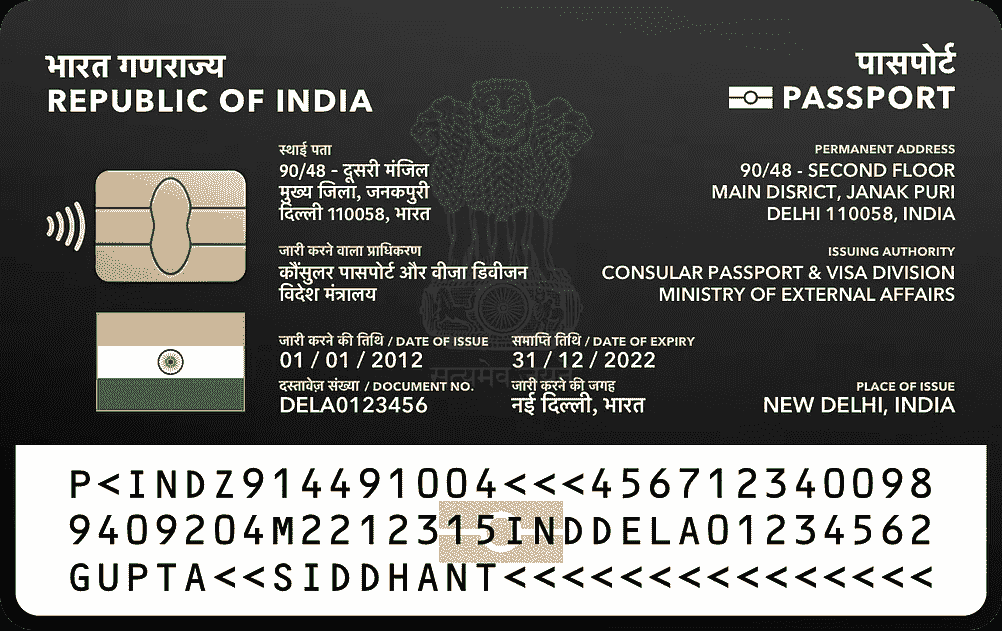 भारत गणराज्य
REPUBLIC OF INDIA
पासपोर्ट
PASSPORT
स्थाई पता
90/48 - दूसरी मंजिल
मुख्य जिला, जनकपुरी
दिल्ली 110058, भारत
PERMANENT ADDRESS
90/48 - SECOND FLOOR
MAIN DISRICT, JANAK PURI
DELHI 110058, INDIA
जारी करने वाला प्राधिकरण
कौंसुलर पासपोर्ट और वीजा डिवीजन
विदेश मंत्रालय
ISSUING AUTHORITY
CONSULAR PASSPORT & VISA DIVISION
MINISTRY OF EXTERNAL AFFAIRS
जारी करने की तिथि / DATE OF ISSUE
01 / 01 / 2012
समाप्ति तिथि / DATE OF EXPIRY
31 / 12 / 2022
सत्यमेव जयते
दस्तावेज़ संख्या / DOCUMENT NO.
DELA0123456
जारी करने की जगह
नई दिल्ली, भारत
PLACE OF ISSUE
NEW DELHI, INDIA
P<INDZ914491004<<<456712340098
9409204M2212315INDDELA01234562
GUPTA<<SIDDHANT<<<<<<<<<<<<<<<